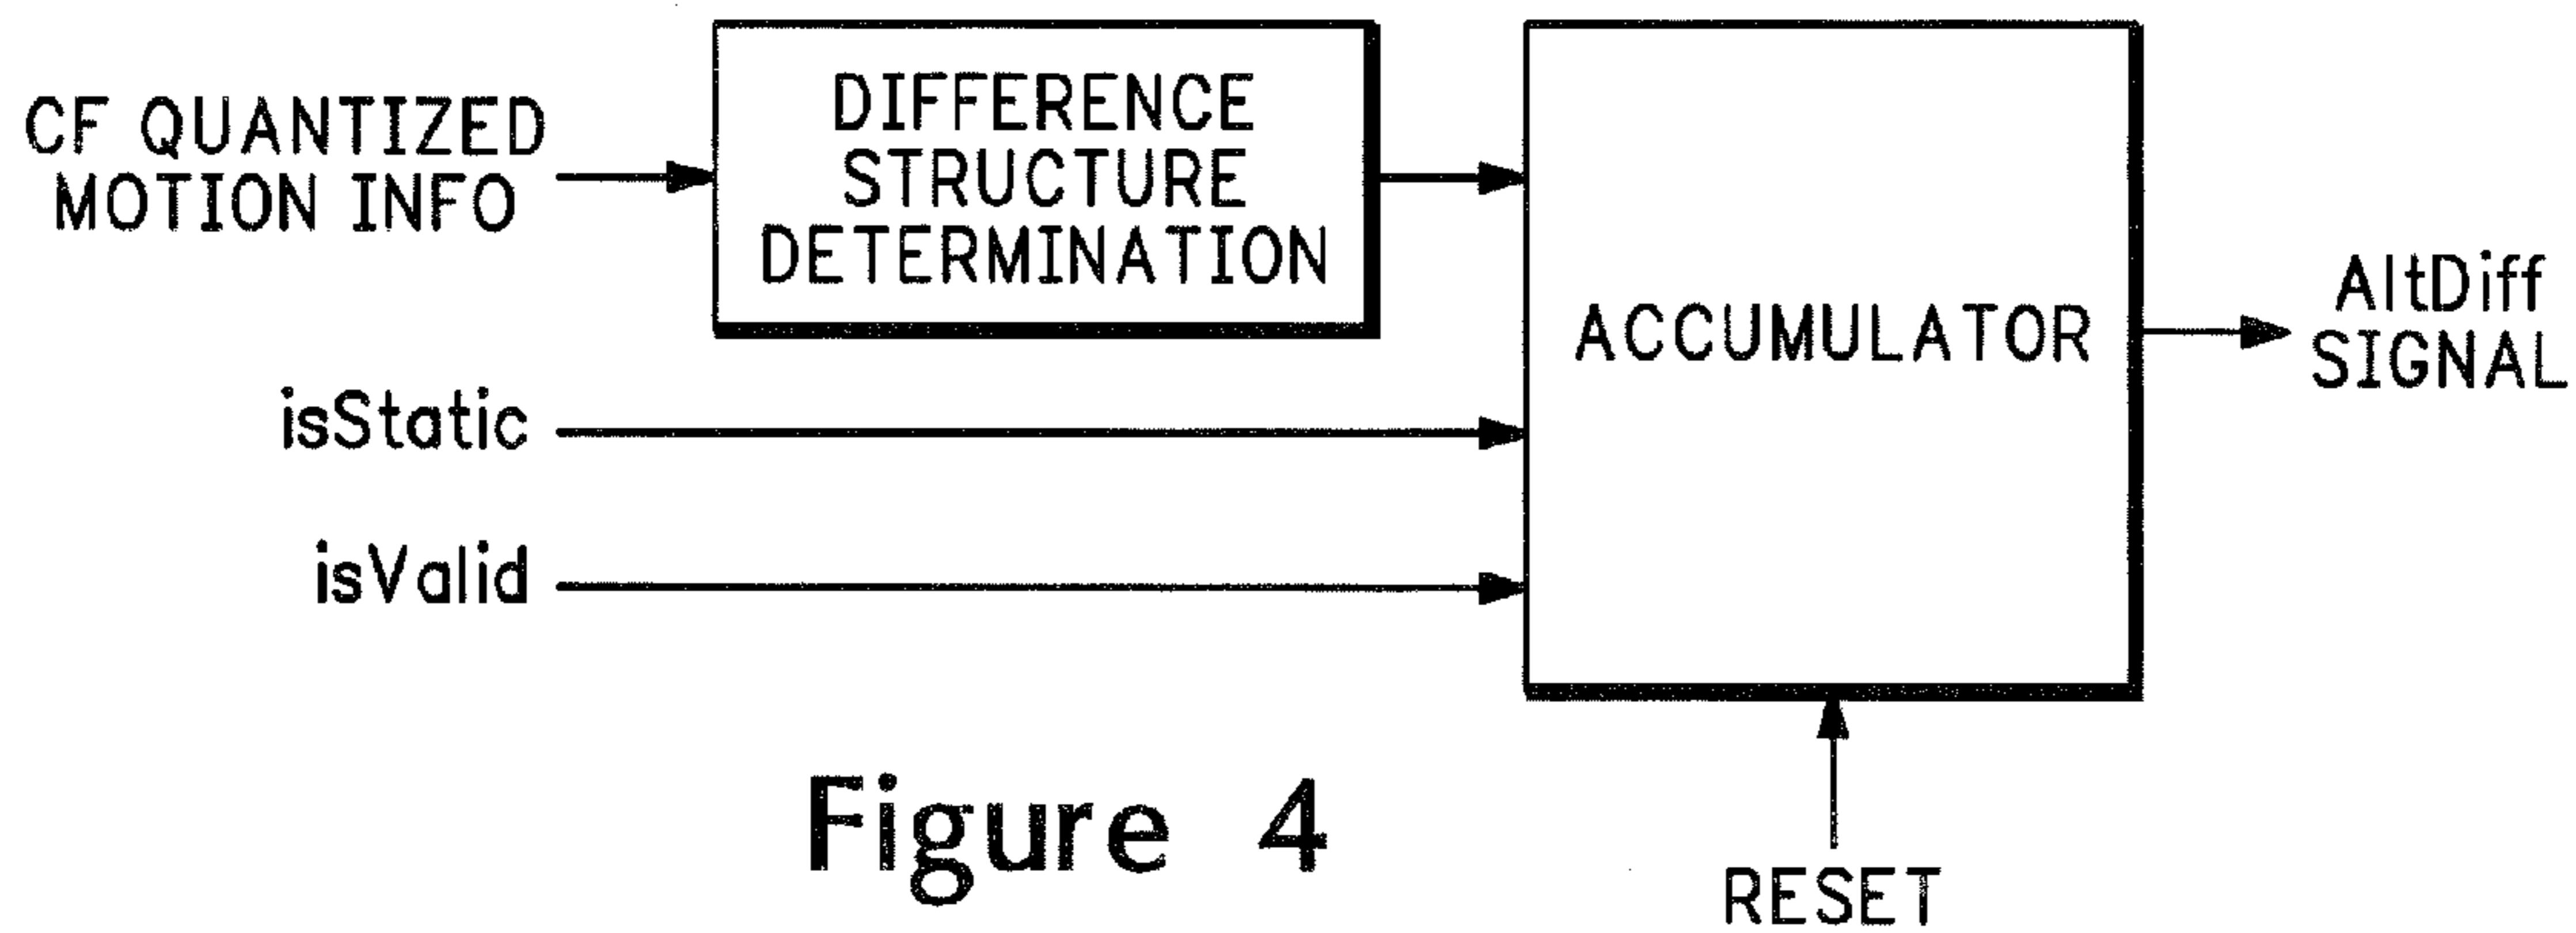 CF QUANTIZED
MOTION INFO
DIFFERENCE
STRUCTURE
DETERMINATION
ACCUMULATOR
AltDiff
SIGNAL
isStatic
isValid
RESET
Figure 4